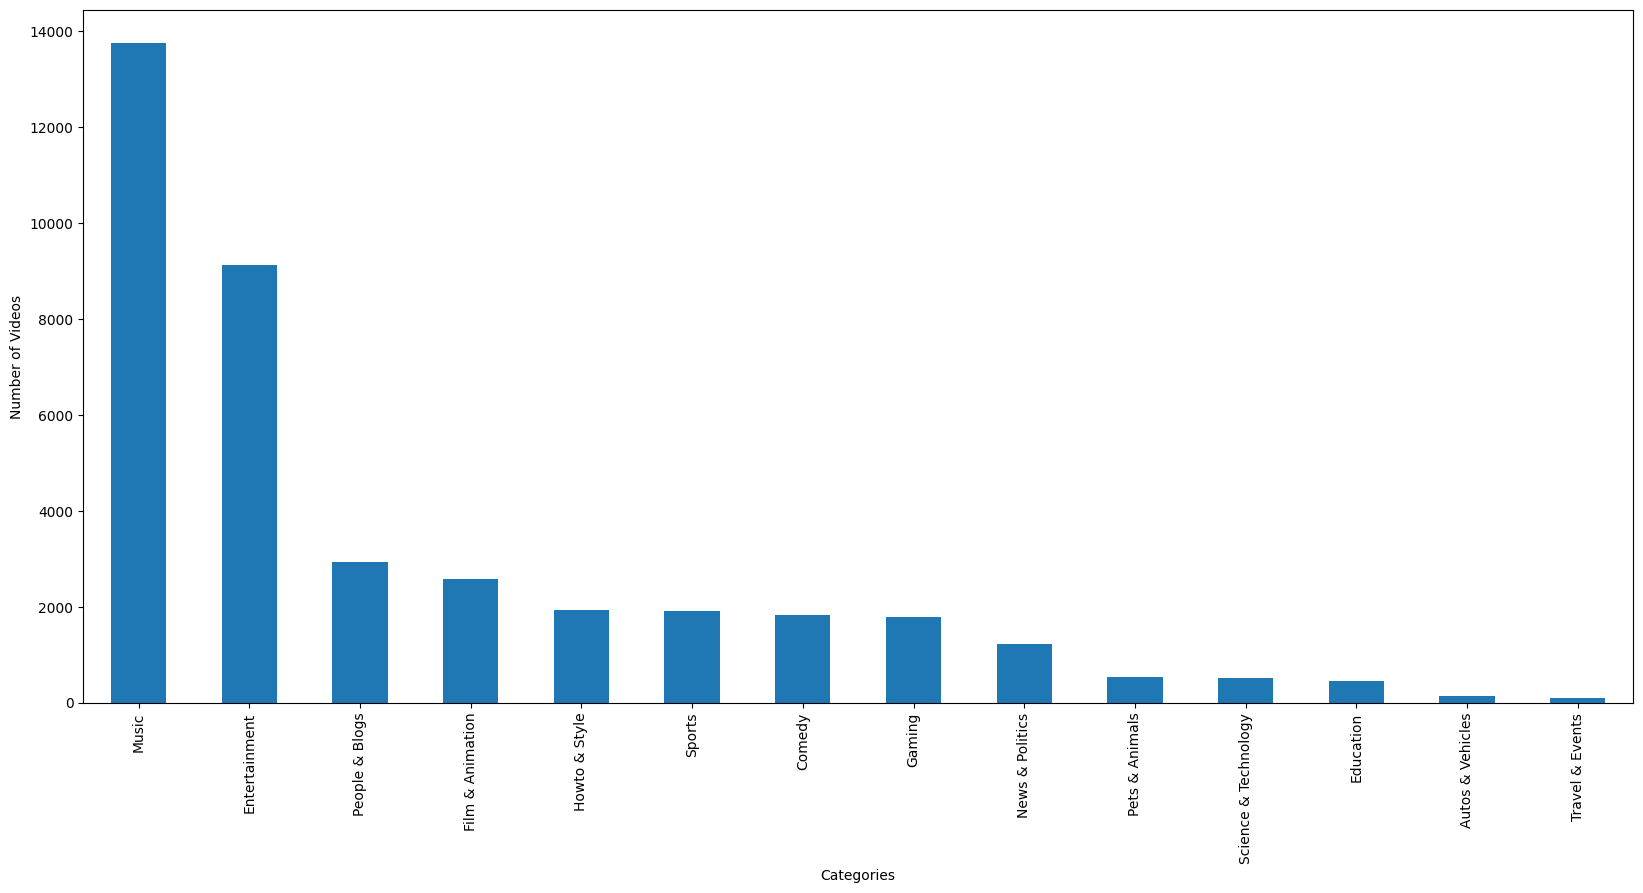 14000
12000
10000
8000
6000
4000
2000
0
Number of Videos
Music
Entertainment
People & Blogs
Film & Animation
Howto & Style
Sports
Comedy
Gaming
News & Politics
Pets & Animals
Science & Technology
Education
Autos & Vehicles
Travel & Events
Categories